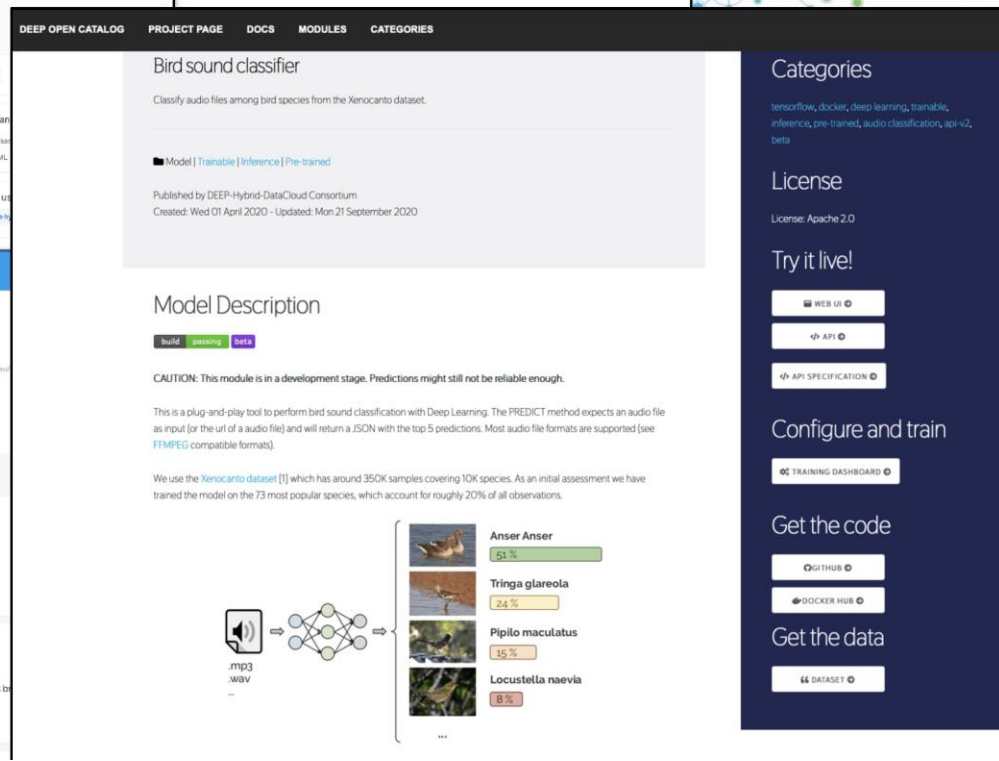 DEEP OPEN CATALOG PROJECT PAGE DOCS MODULES CATEGORIES
Bird sound classifier
Classify audio files among bird species from the Xenocanto dataset.
Model | Trainable | Inference | Pre-trained
Published by DEEP-Hybrid-DataCloud Consortium
Created: Wed 01 April 2020 - Updated: Mon 21 September 2020
Model Description
build passing beta
CAUTION: This module is in a development stage. Predictions might still not be reliable enough.
This is a plug-and-play tool to perform bird sound classification with Deep Learning. The PREDICT method expects an audio file
as input (or the url of a audio file) and will return a JSON with the top 5 predictions. Most audio file formats are supported (see
FFMPEG compatible formats).
We use the Xenocanto dataset [1] which has around 350K samples covering 10K species. As an initial assessment we have
trained the model on the 73 most popular species, which account for roughly 20% of all observations.
.mp3
.wav
...
Anser Anser
51 %
Tringa glareola
24 %
Pipilo maculatus
15 %
Locustella naevia
8 %
...
Categories
tensorflow, docker, deep learning, trainable,
inference, pre-trained, audio classification, api-v2,
beta
License
License: Apache 2.0
Try it live!
WEB UI
</> API
</> API SPECIFICATION
Configure and train
TRAINING DASHBOARD
Get the code
GITHUB
DOCKER HUB
Get the data
DATASET